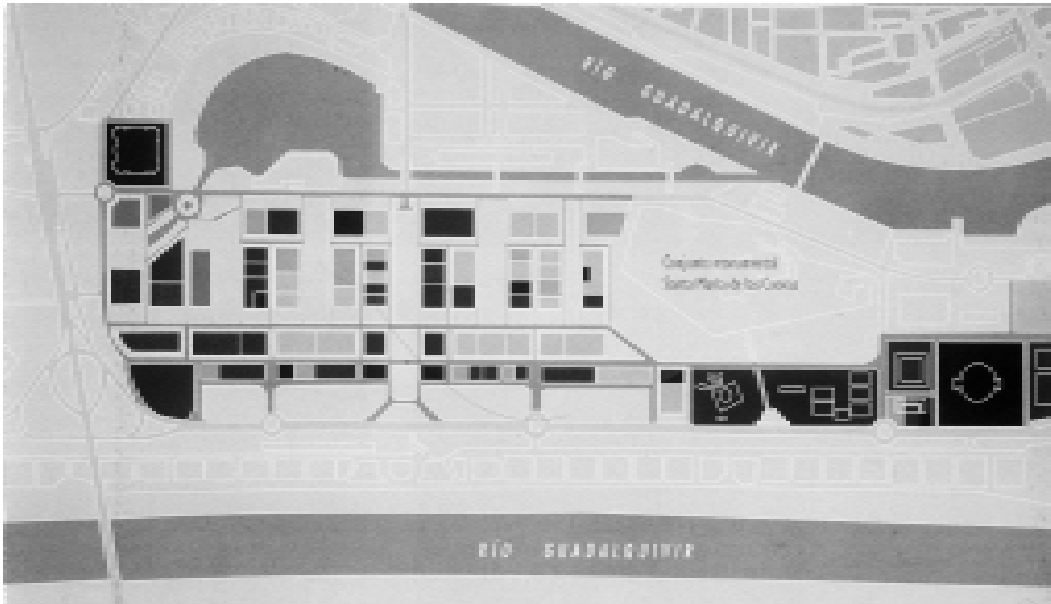 RÍO GUADALQUIVIR
Conjunto monumental
Santa María de las Cuevas
RÍO GUADALQUIVIR